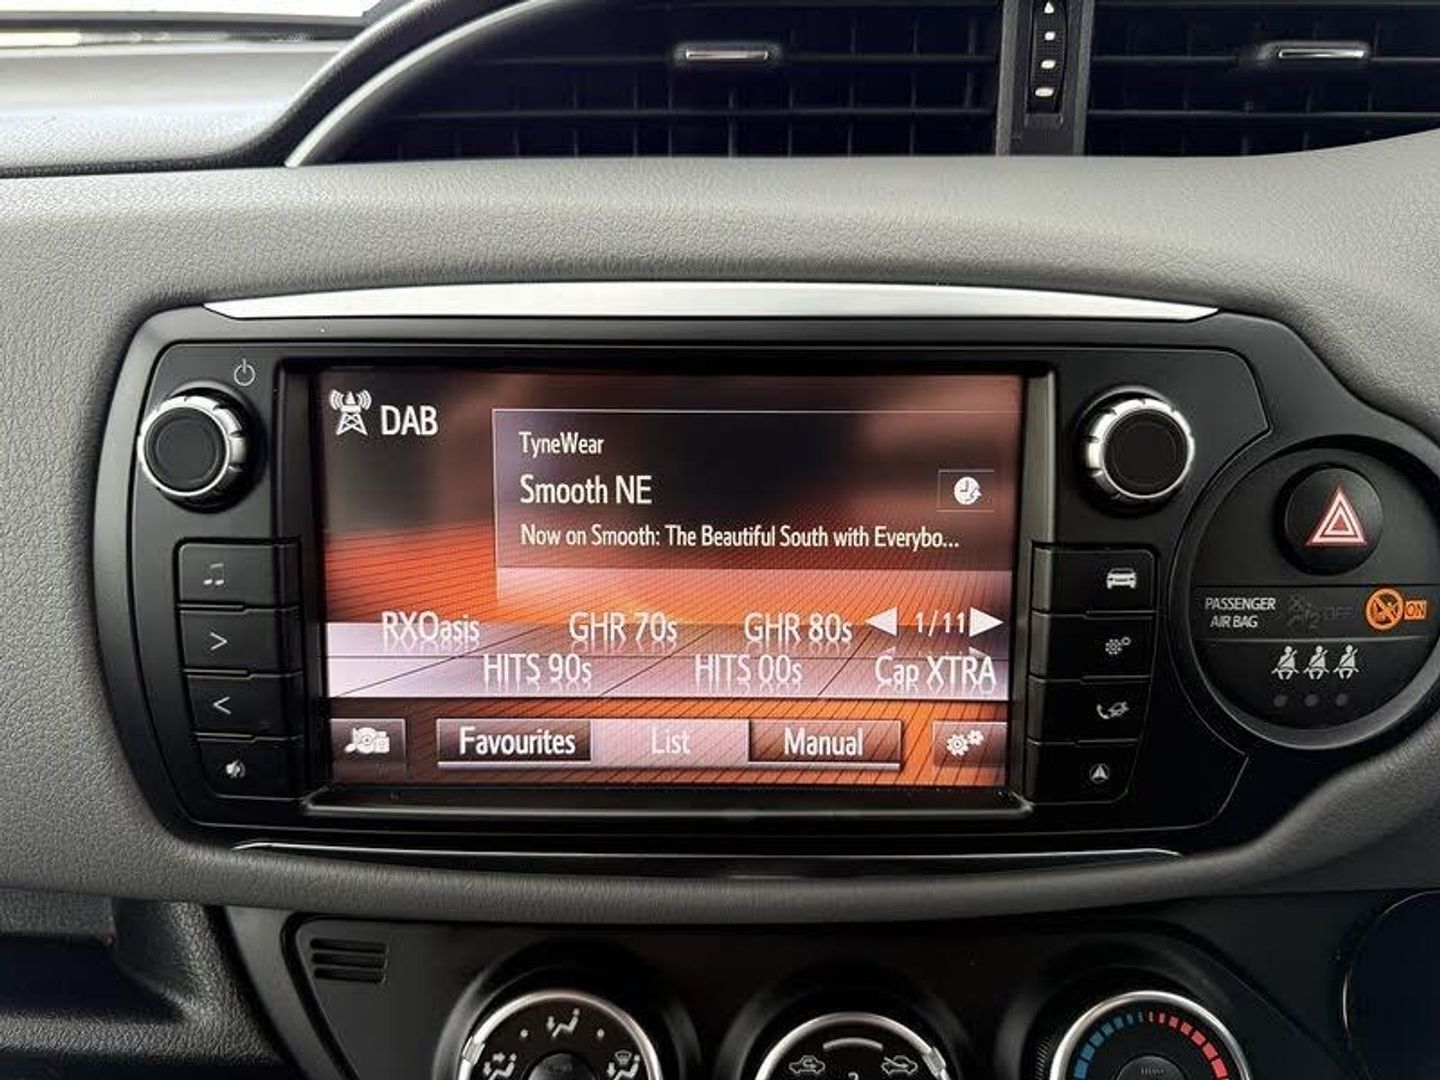 DAB
TyneWear
Smooth NE
Now on Smooth: The Beautiful South with Everybo...
RXOasis GHR 70s GHR 80s 1/11
HITS 90s HITS 00s Cap XTRA
Favourites List Manual
PASSENGER
AIR BAG
OFF
ON